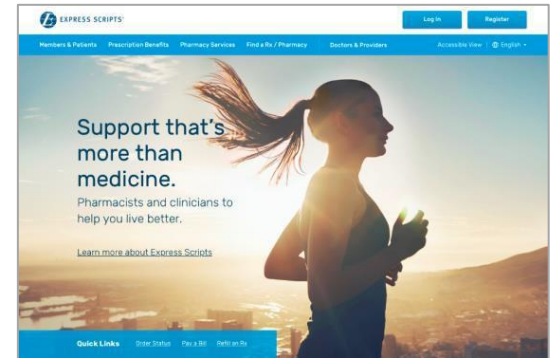 EXPRESS SCRIPTS®
Log in
Register
Members & Patients
Prescription Benefits
Pharmacy Services
Find a Rx / Pharmacy
Doctors & Providers
Accessible View
English
Support that's
more than
medicine.
Pharmacists and clinicians to
help you live better.
Learn more about Express Scripts
Quick Links
Order Status
Pay a Bill
Refill an Rx